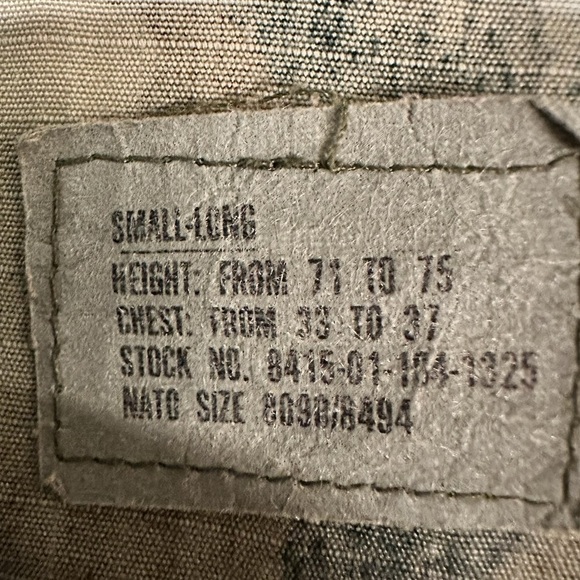 SMALL-LONG
HEIGHT: FROM 71 TO 75
CHEST: FROM 33 TO 37
STOCK NO. 8415-01-184-1325
NATO SIZE 8090/8494